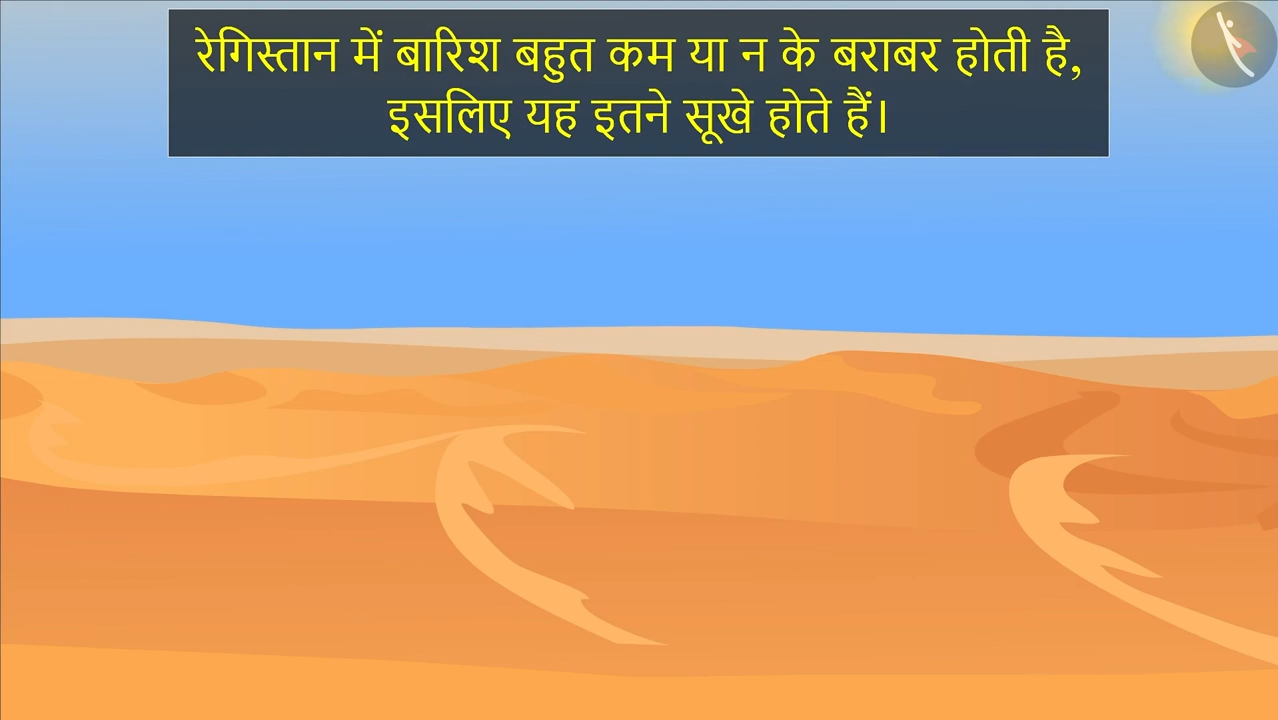 रेगिस्तान में बारिश बहुत कम या न के बराबर होती है,
इसलिए यह इतने सूखे होते हैं।